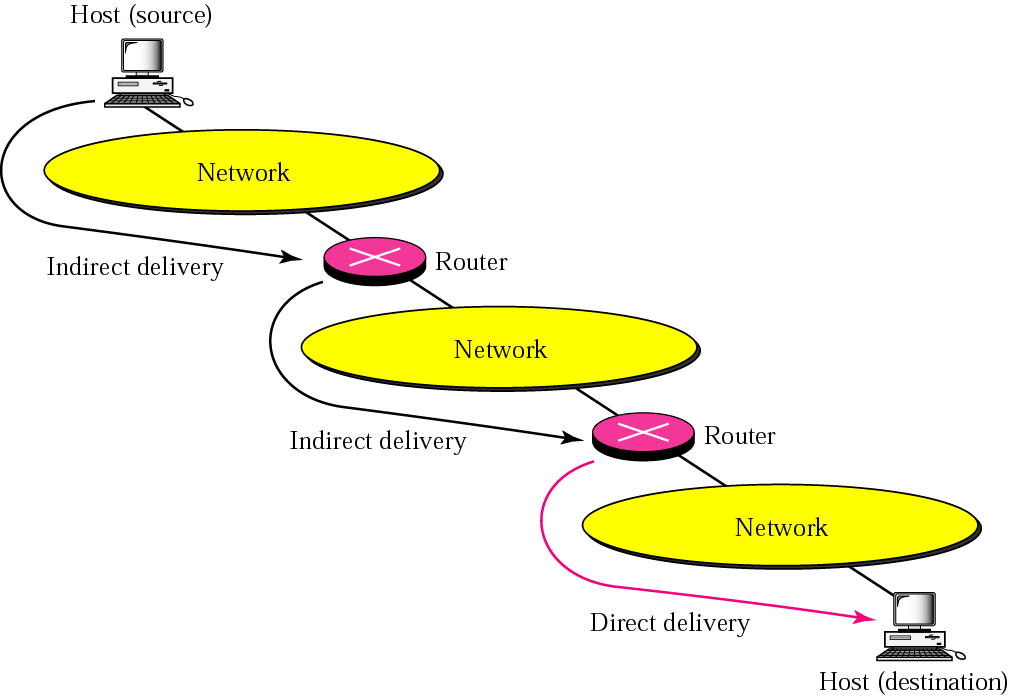 Host (source)
Network
Indirect delivery
Router
Network
Indirect delivery
Router
Network
Direct delivery
Host (destination)